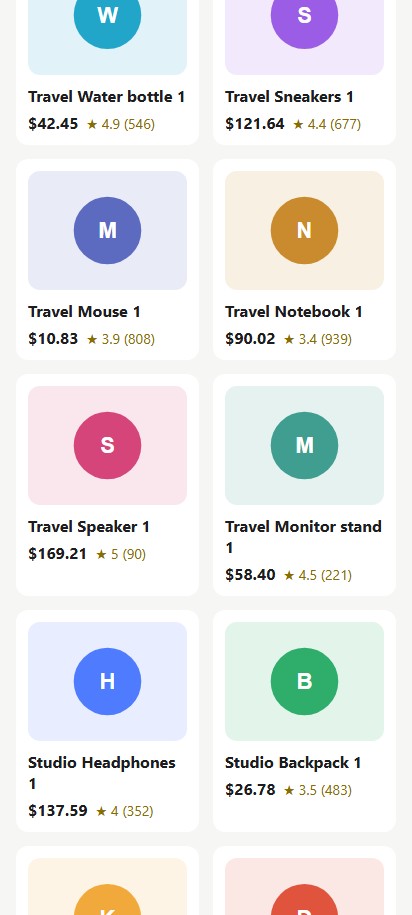 W
Travel Water bottle 1
$42.45 ★ 4.9 (546)
S
Travel Sneakers 1
$121.64 ★ 4.4 (677)
M
Travel Mouse 1
$10.83 ★ 3.9 (808)
N
Travel Notebook 1
$90.02 ★ 3.4 (939)
S
Travel Speaker 1
$169.21 ★ 5 (90)
M
Travel Monitor stand
1
$58.40 ★ 4.5 (221)
H
Studio Headphones
1
$137.59 ★ 4 (352)
B
Studio Backpack 1
$26.78 ★ 3.5 (483)